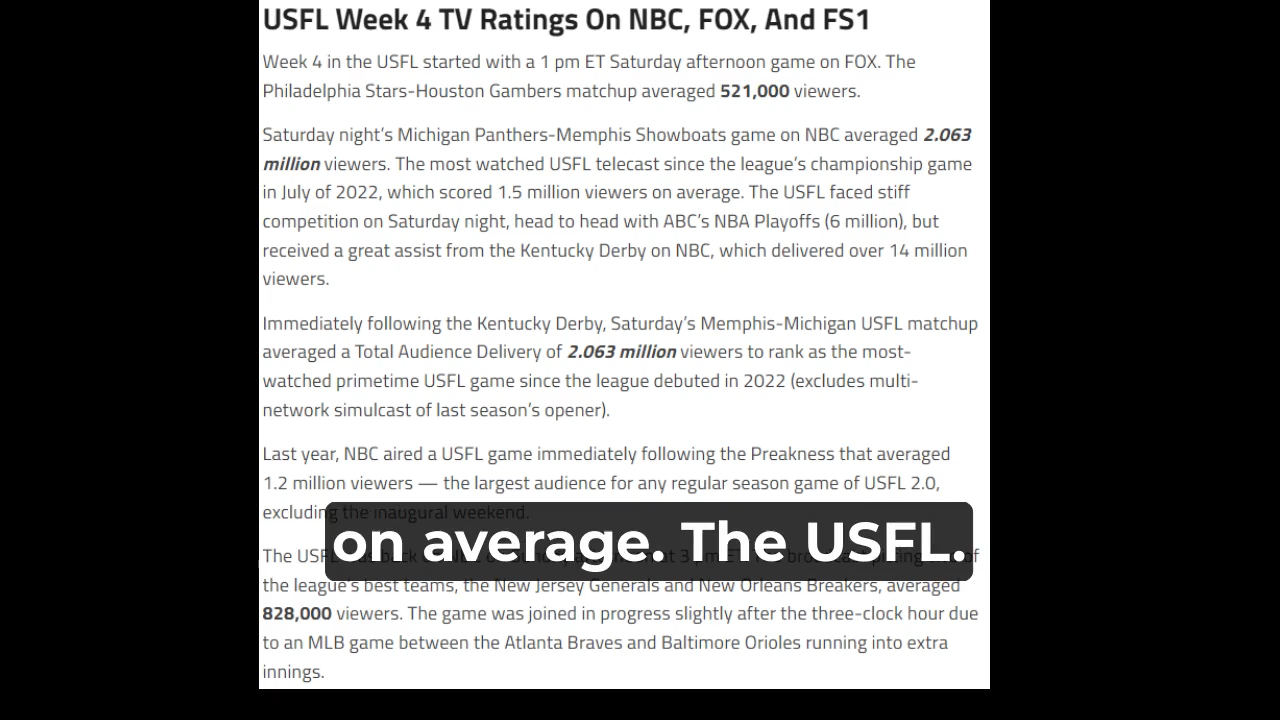 USFL Week 4 TV Ratings On NBC, FOX, And FS1
Week 4 in the USFL started with a 1 pm ET Saturday afternoon game on FOX. The
Philadelphia Stars-Houston Gambers matchup averaged 521,000 viewers.
Saturday night's Michigan Panthers-Memphis Showboats game on NBC averaged 2.063
million viewers. The most watched USFL telecast since the league's championship game
in July of 2022, which scored 1.5 million viewers on average. The USFL faced stiff
competition on Saturday night, head to head with ABC's NBA Playoffs (6 million), but
received a great assist from the Kentucky Derby on NBC, which delivered over 14 million
viewers.
Immediately following the Kentucky Derby, Saturday's Memphis-Michigan USFL matchup
averaged a Total Audience Delivery of 2.063 million viewers to rank as the most-
watched primetime USFL game since the league debuted in 2022 (excludes multi-
network simulcast of last season's opener).
Last year, NBC aired a USFL game immediately following the Preakness that averaged
1.2 million viewers — the largest audience for any regular season game of USFL 2.0,
excluding the inaugural weekend.
on average. The USFL.
The USFL
of
the league's best teams, the New Jersey Generals and New Orleans Breakers, averaged
828,000 viewers. The game was joined in progress slightly after the three-clock hour due
to an MLB game between the Atlanta Braves and Baltimore Orioles running into extra
innings.